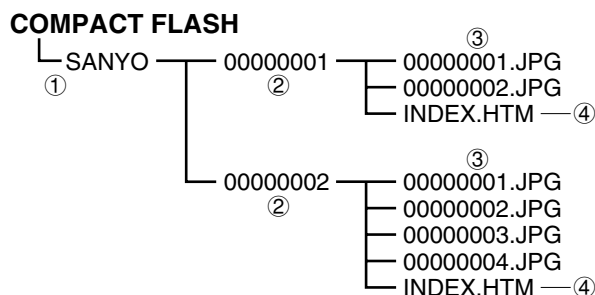 COMPACT FLASH
③
SANYO 00000001 00000001.JPG
① ② 00000002.JPG
INDEX.HTM ④
③
00000002 00000001.JPG
② 00000002.JPG
00000003.JPG
00000004.JPG
INDEX.HTM ④